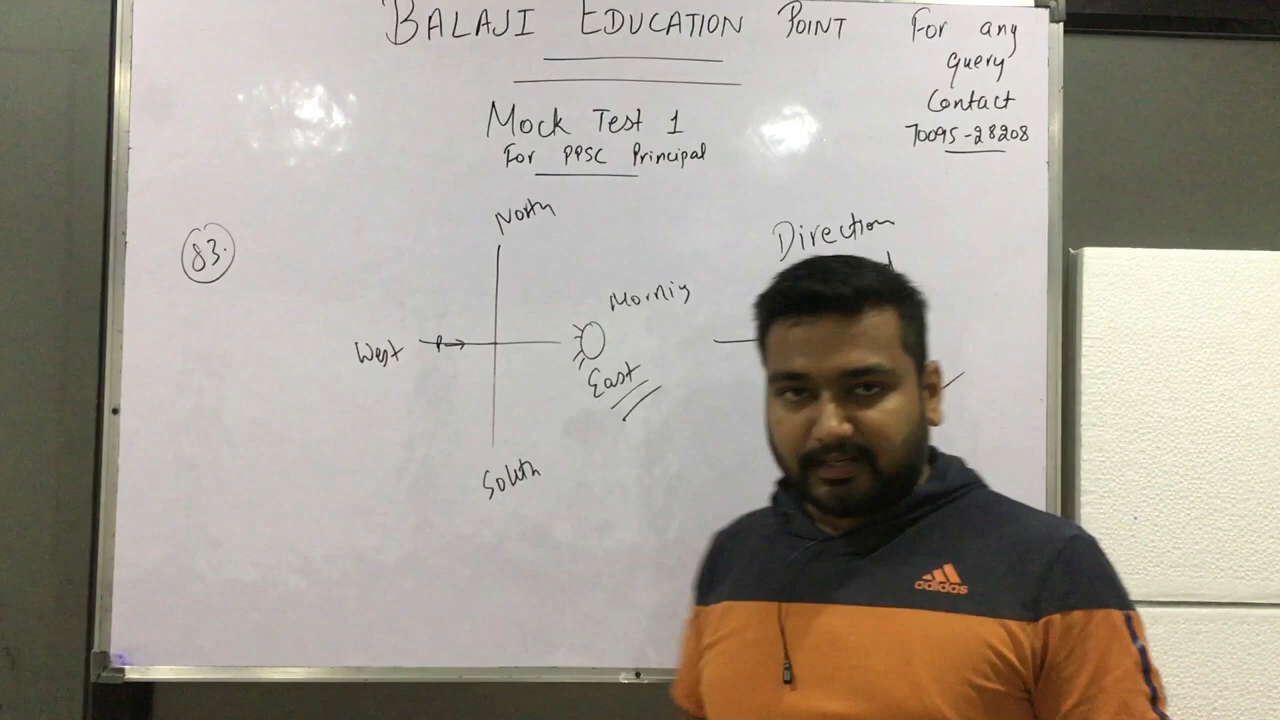 BALAJI EDUCATION POINT
For any
query
Contact
70095-28208
Mock Test 1
For PPSC Principal
83.
North
Direction
Morniy
West
East
South
adidas